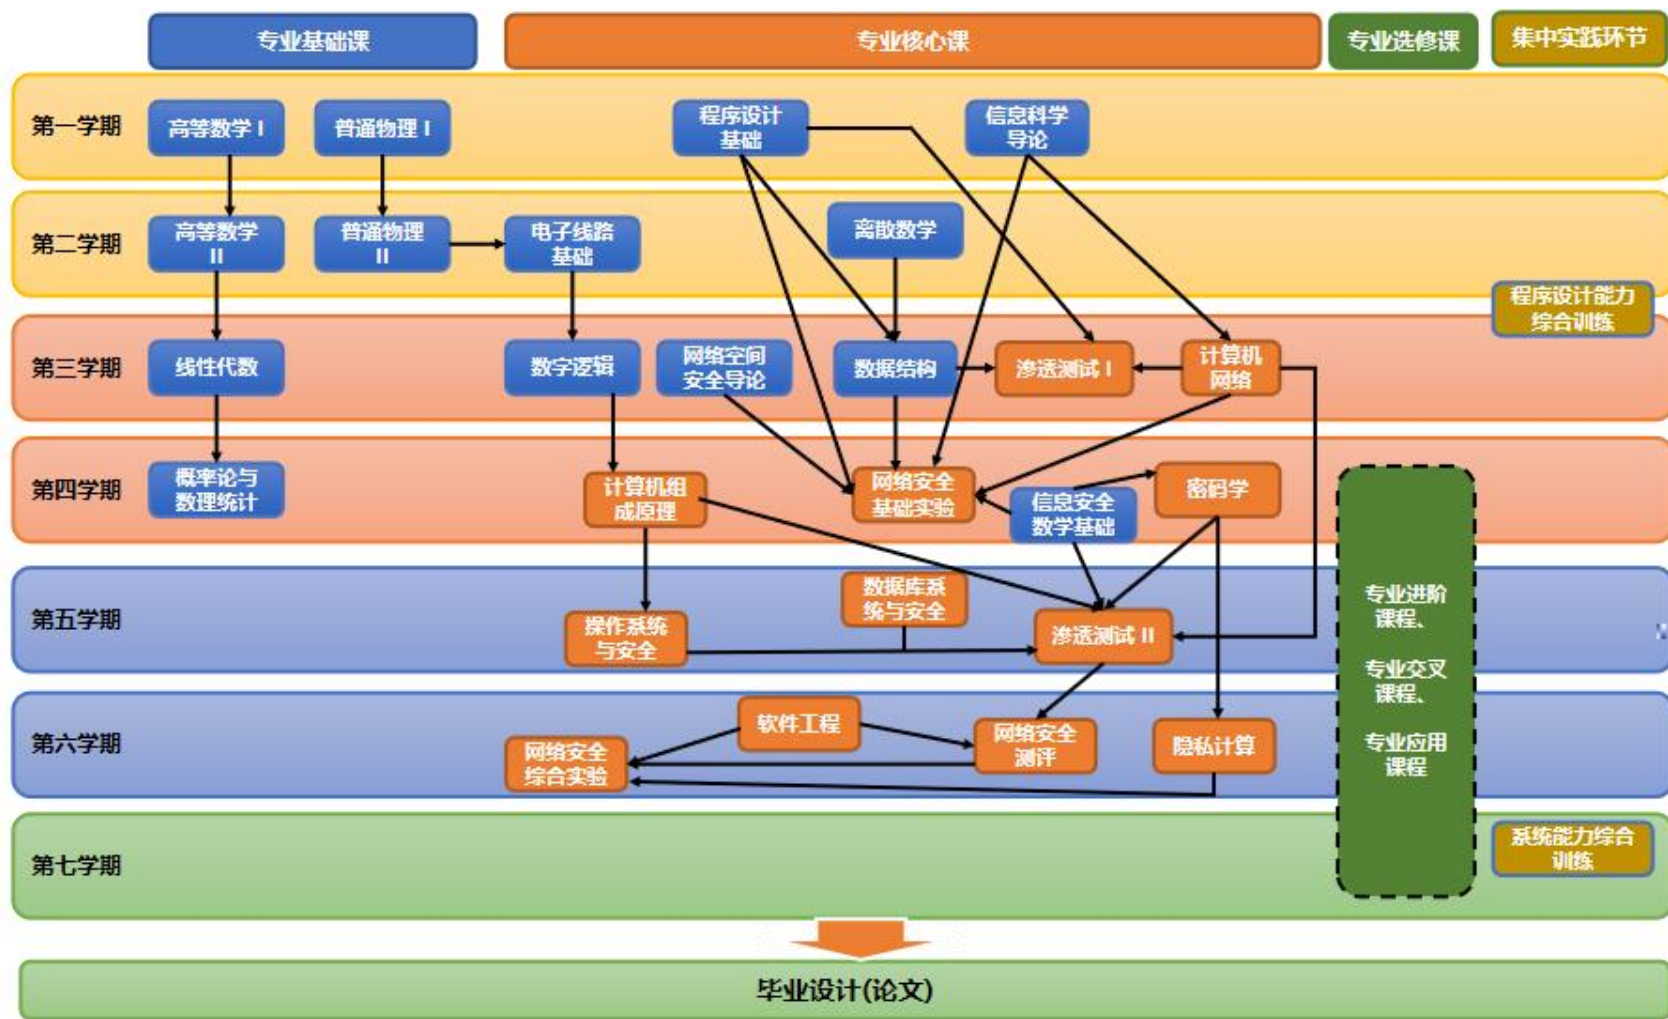 专业基础课
专业核心课
专业选修课
集中实践环节
第一学期
高等数学 I
普通物理 I
程序设计
基础
信息科学
导论
第二学期
高等数学
II
普通物理
II
电子线路
基础
离散数学
程序设计能力
综合训练
第三学期
线性代数
数字逻辑
网络空间
安全导论
数据结构
渗透测试 I
计算机
网络
第四学期
概率论与
数理统计
计算机组
成原理
网络安全
基础实验
信息安全
数学基础
密码学
第五学期
操作系统
与安全
数据库系
统与安全
渗透测试 II
专业进阶
课程、
专业交叉
课程、
专业应用
课程
第六学期
网络安全
综合实验
软件工程
网络安全
测评
隐私计算
第七学期
系统能力综合
训练
毕业设计(论文)